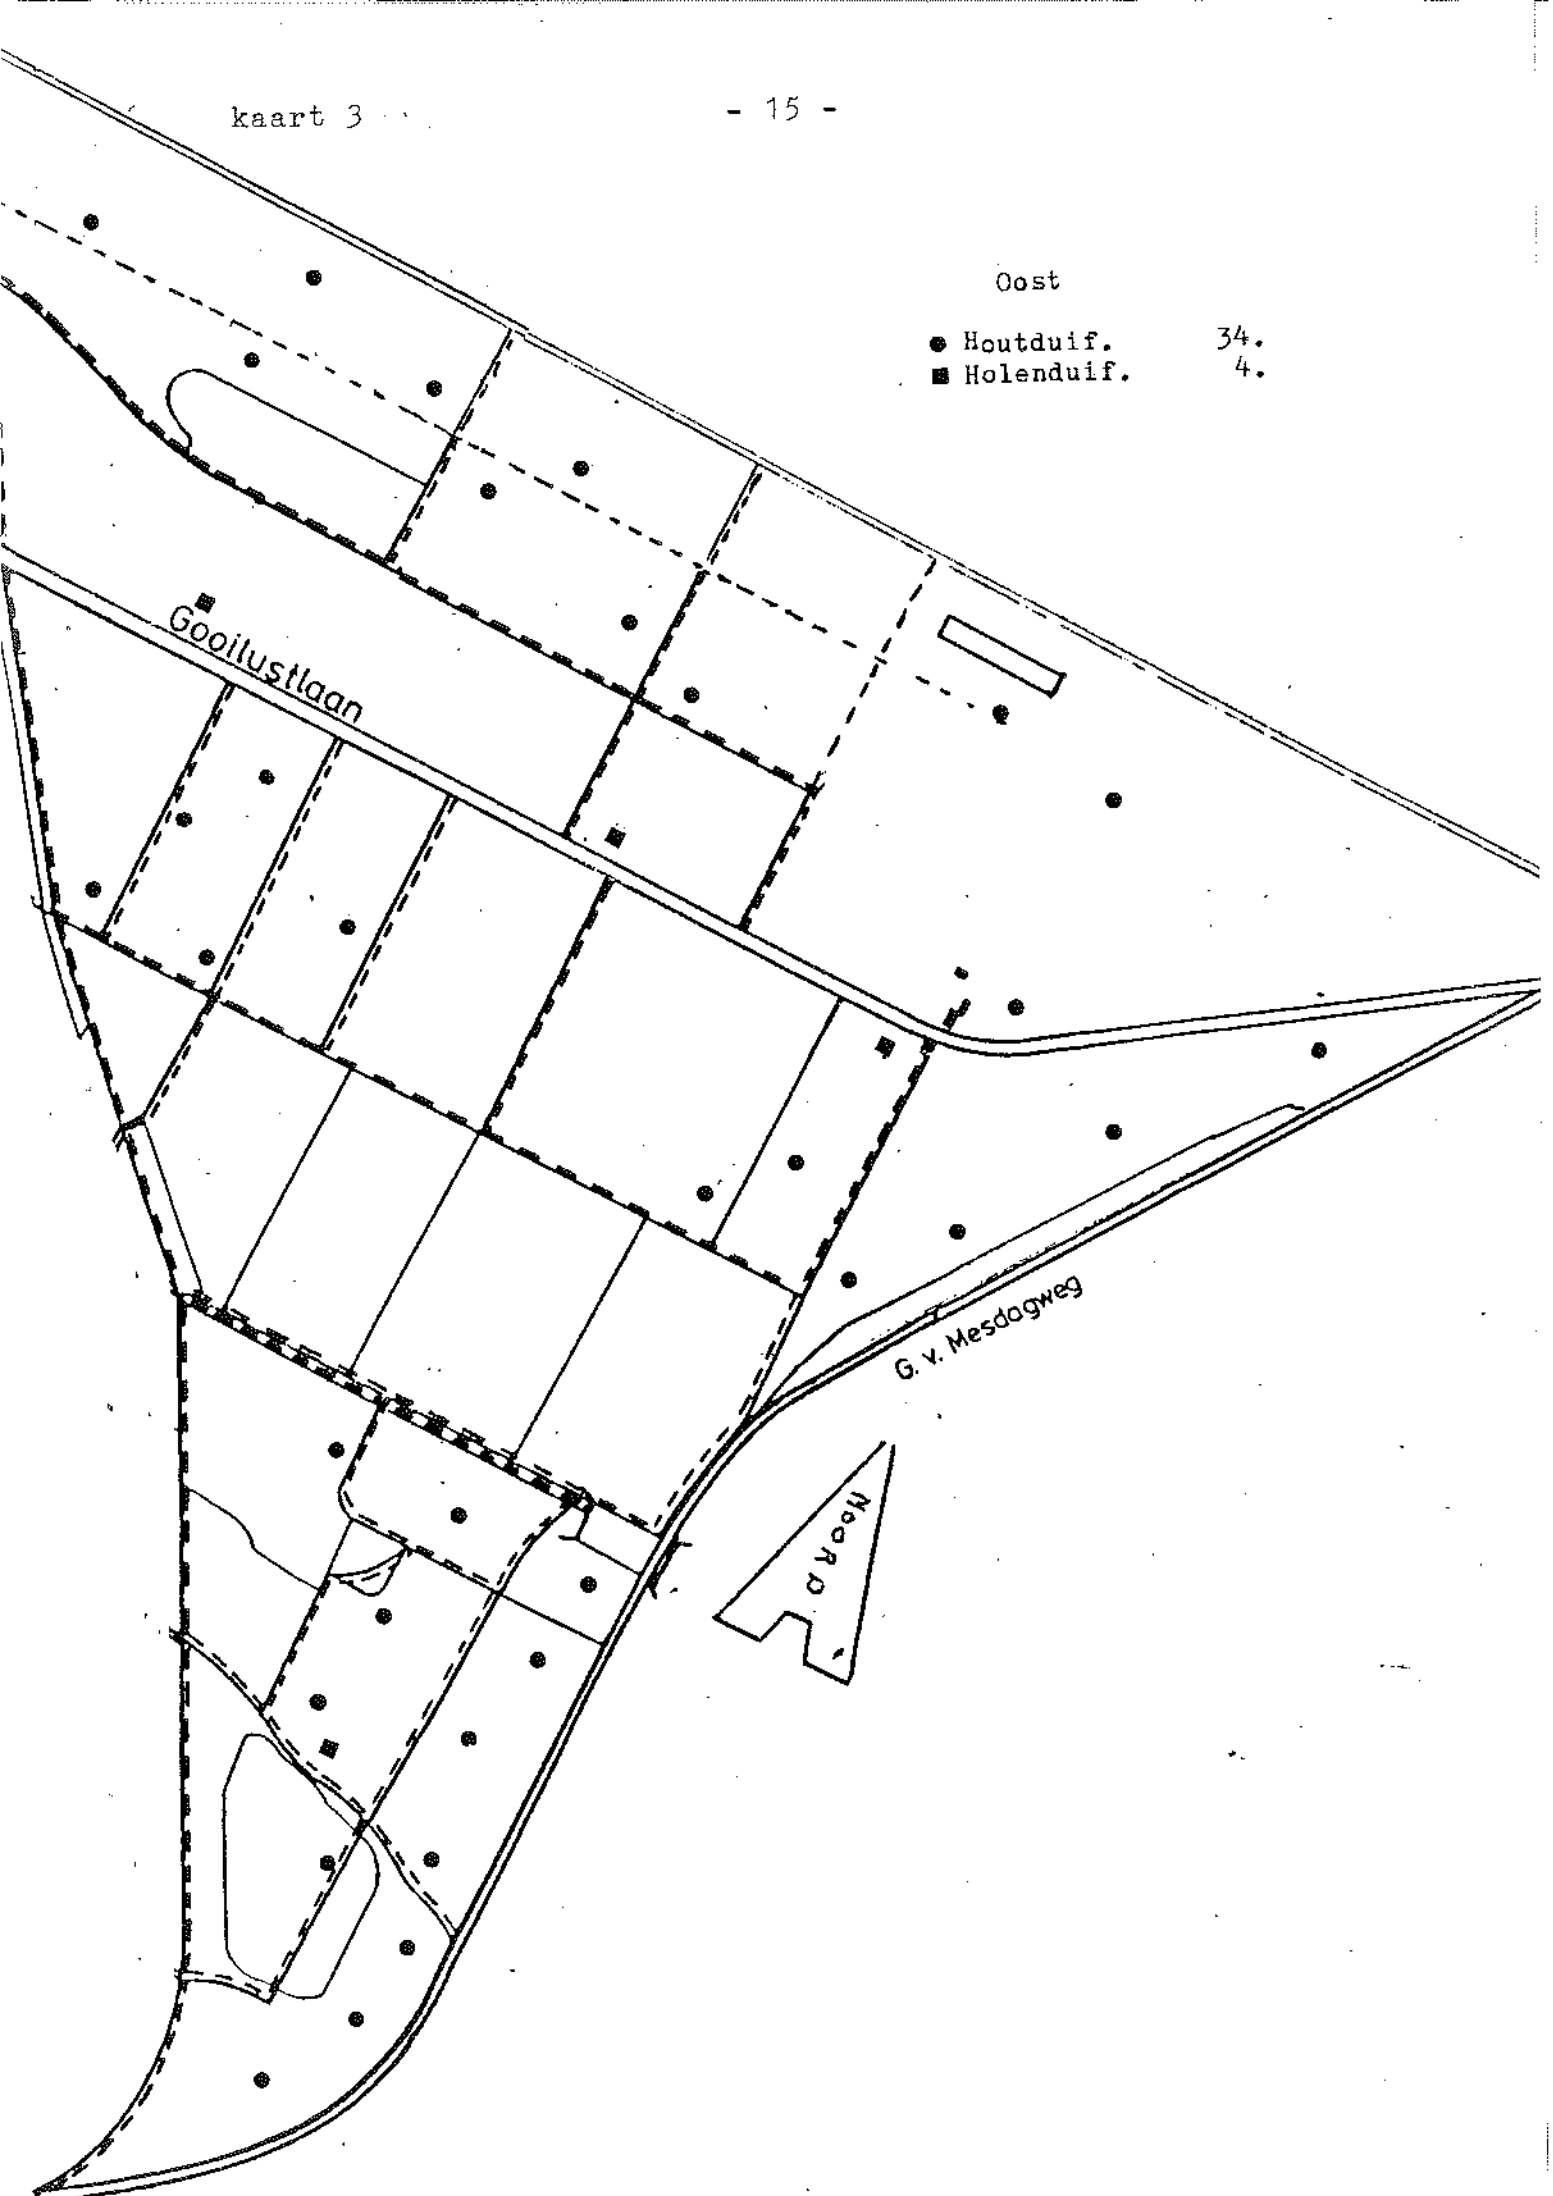 kaart 3
- 15 -
Oost
Houtduif. 34.
Holenduif. 4.
Gooilustlaan
G. v. Mesdagweg
NOORD